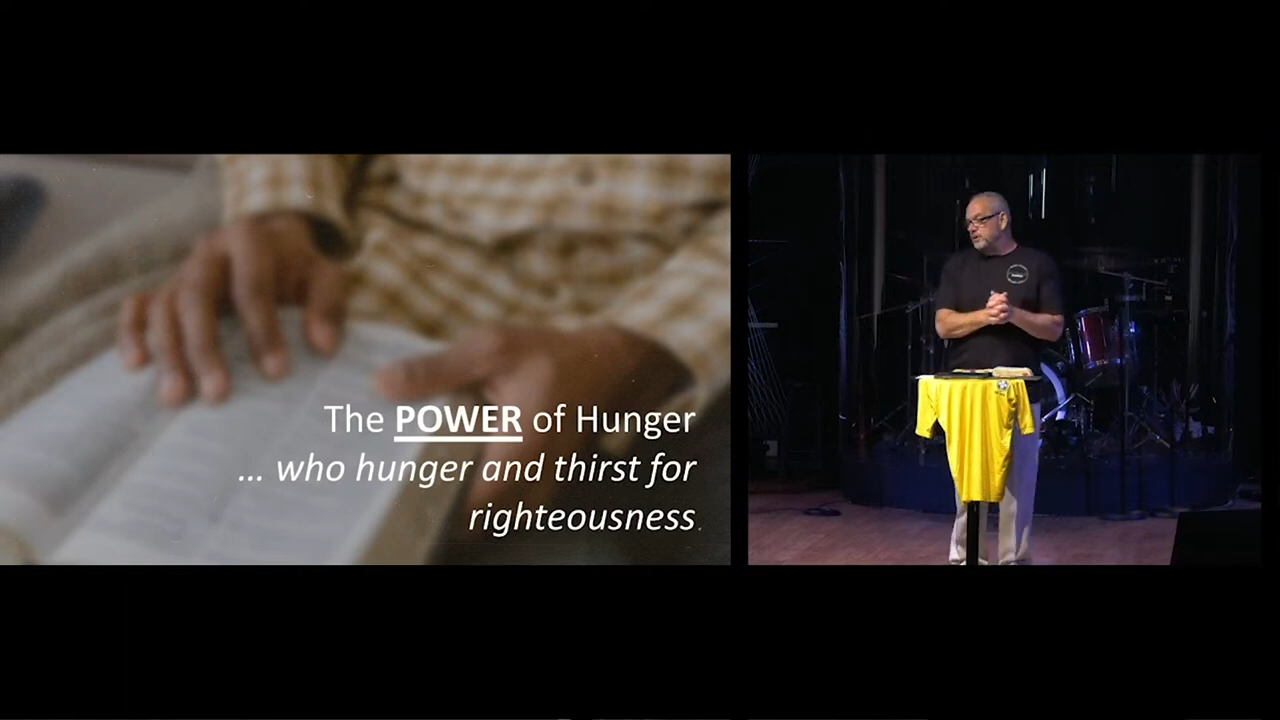 The POWER of Hunger
... who hunger and thirst for
righteousness.